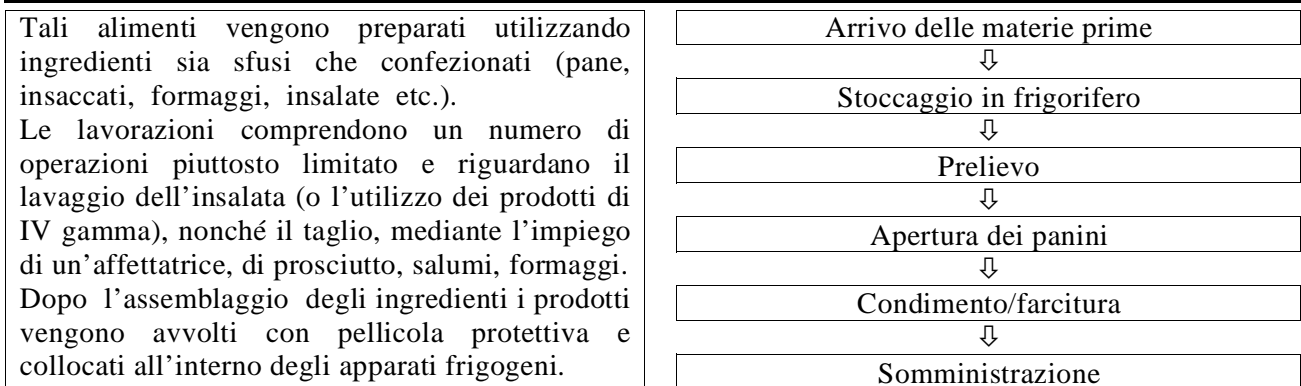 Tali alimenti vengono preparati utilizzando
ingredienti sia sfusi che confezionati (pane,
insaccati, formaggi, insalate etc.).
Le lavorazioni comprendono un numero di
operazioni piuttosto limitato e riguardano il
lavaggio dell'insalata (o l'utilizzo dei prodotti di
IV gamma), nonché il taglio, mediante l'impiego
di un'affettatrice, di prosciutto, salumi, formaggi.
Dopo l'assemblaggio degli ingredienti i prodotti
vengono avvolti con pellicola protettiva e
collocati all'interno degli apparati frigogeni.
Arrivo delle materie prime
⇩
Stoccaggio in frigorifero
⇩
Prelievo
⇩
Apertura dei panini
⇩
Condimento/farcitura
⇩
Somministrazione